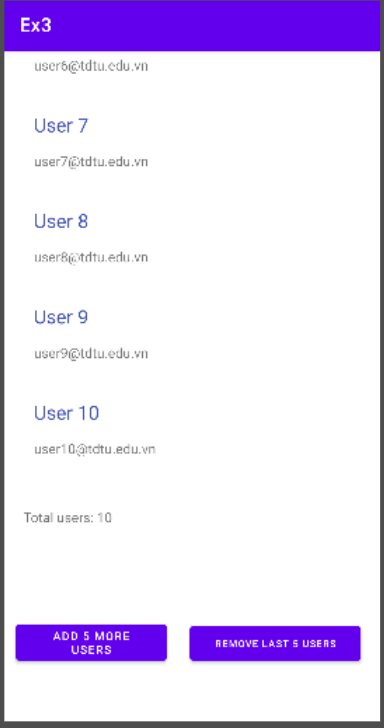 Ex3
user6@tdtu.edu.vn
User 7
user7@tdtu.edu.vn
User 8
user8@tdtu.edu.vn
User 9
user9@tdtu.edu.vn
User 10
user10@tdtu.edu.vn
Total users: 10
ADD 5 MORE
USERS
REMOVE LAST 5 USERS